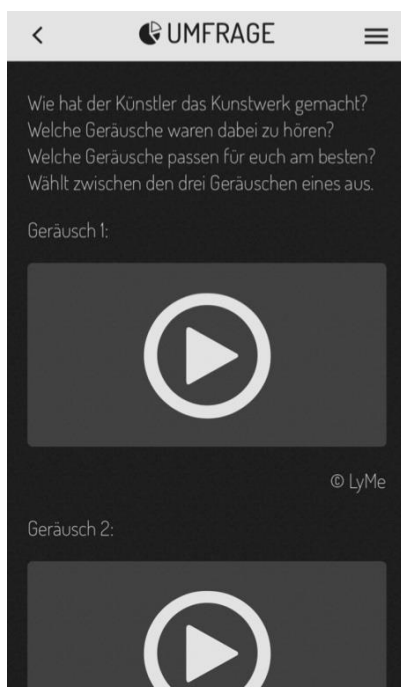 UMFRAGE
Wie hat der Künstler das Kunstwerk gemacht?
Welche Geräusche waren dabei zu hören?
Welche Geräusche passen für euch am besten?
Wählt zwischen den drei Geräuschen eines aus.
Geräusch 1:
© LyMe
Geräusch 2: